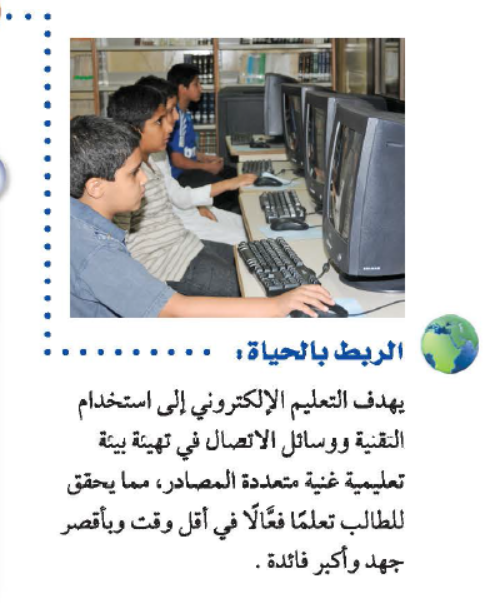 الربط بالحياة :
يهدف التعليم الإلكتروني إلى استخدام
التقنية ووسائل الاتصال في تهيئة بيئة
تعليمية غنية متعددة المصادر، مما يحقق
للطالب تعلمًا فعَّالًا في أقل وقت وبأقصر
جهد وأكبر فائدة .